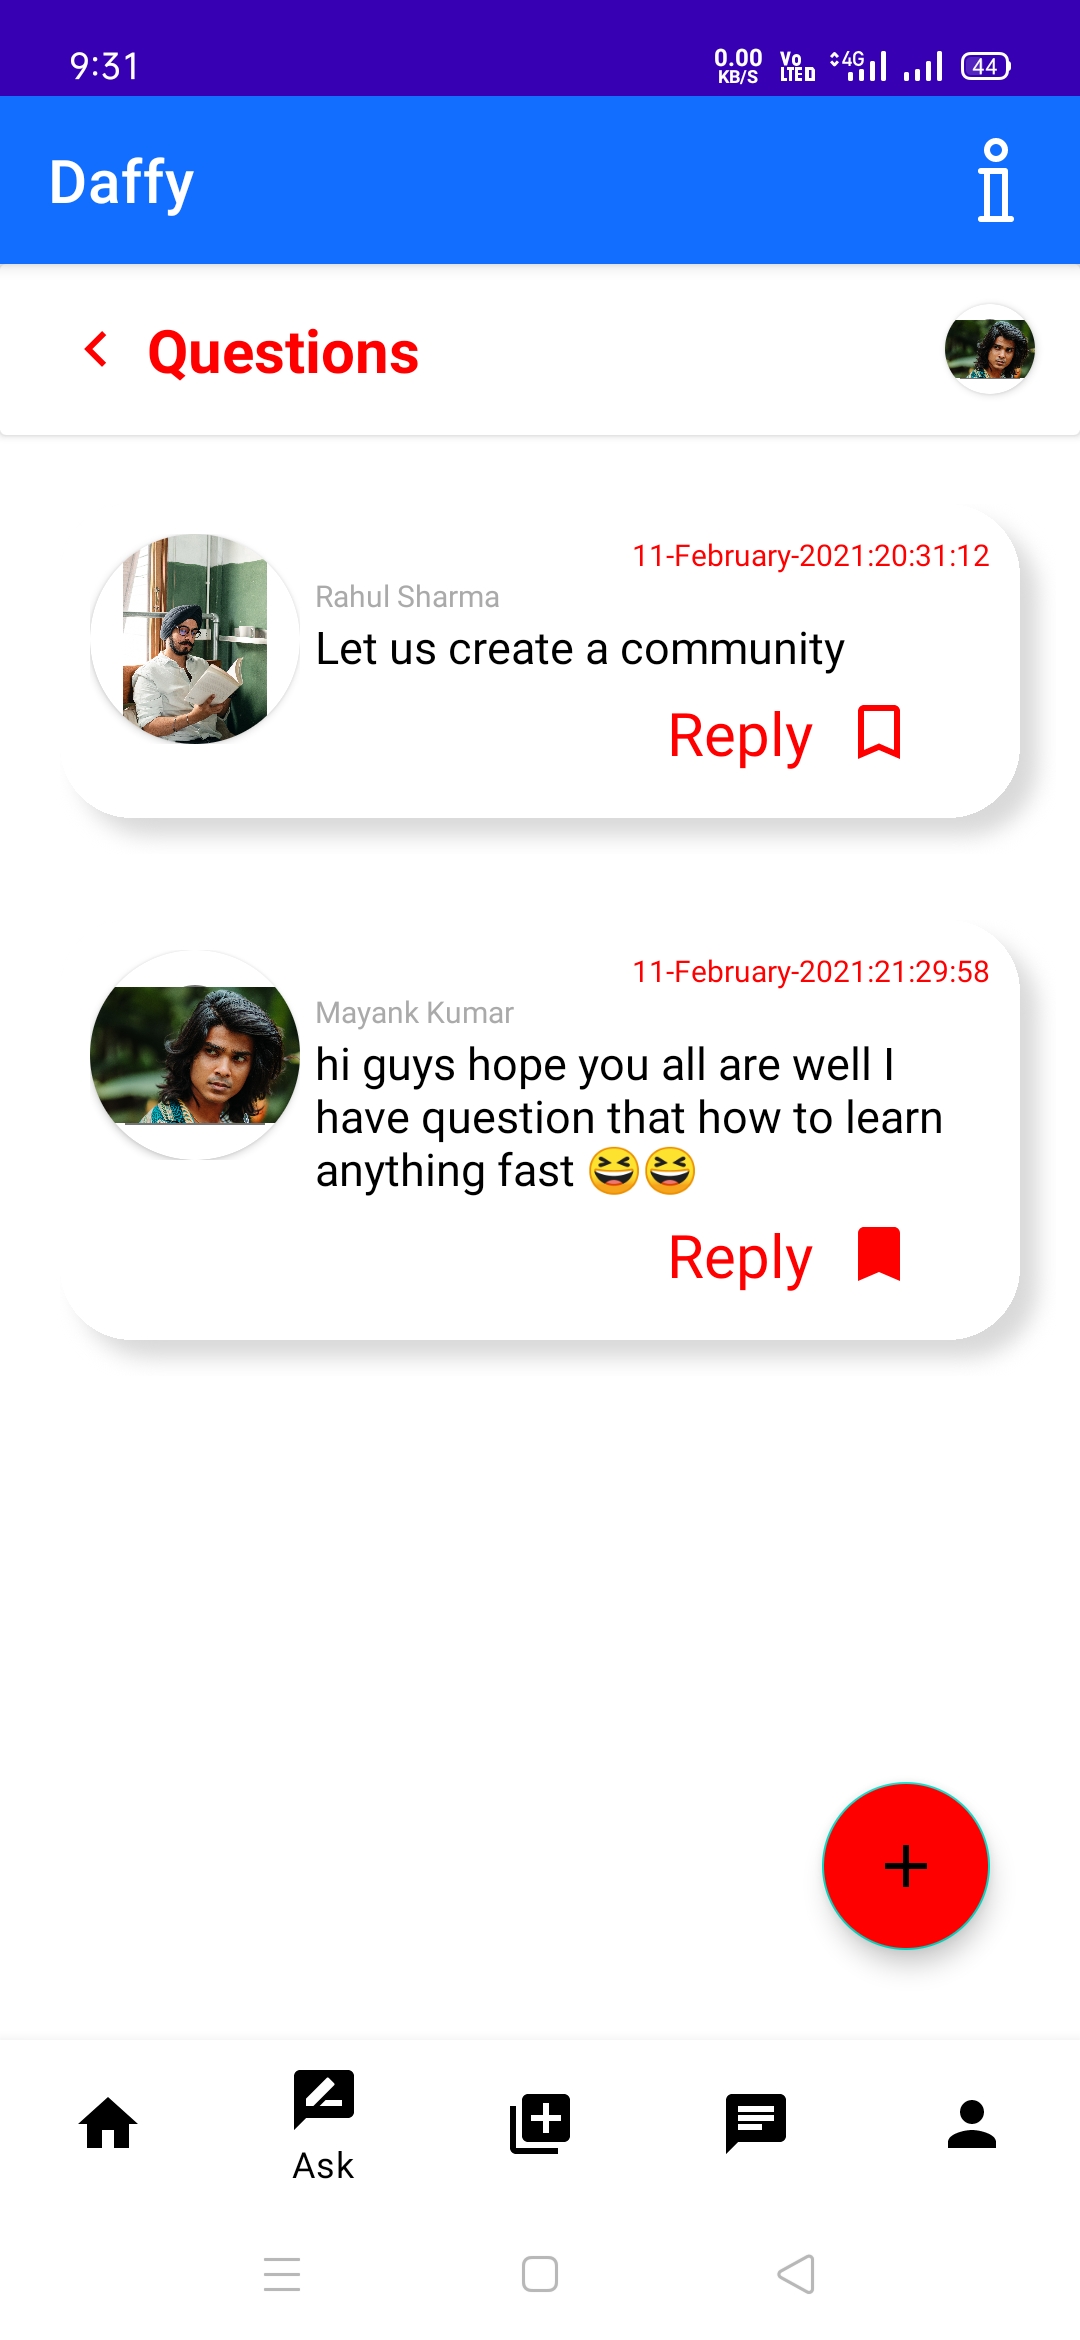 9:31
0.00 KB/S Vo LTE 4G 44
Daffy
Questions
11-February-2021:20:31:12
Rahul Sharma
Let us create a community
Reply
11-February-2021:21:29:58
Mayank Kumar
hi guys hope you all are well I
have question that how to learn
anything fast 😆😆
Reply
Ask